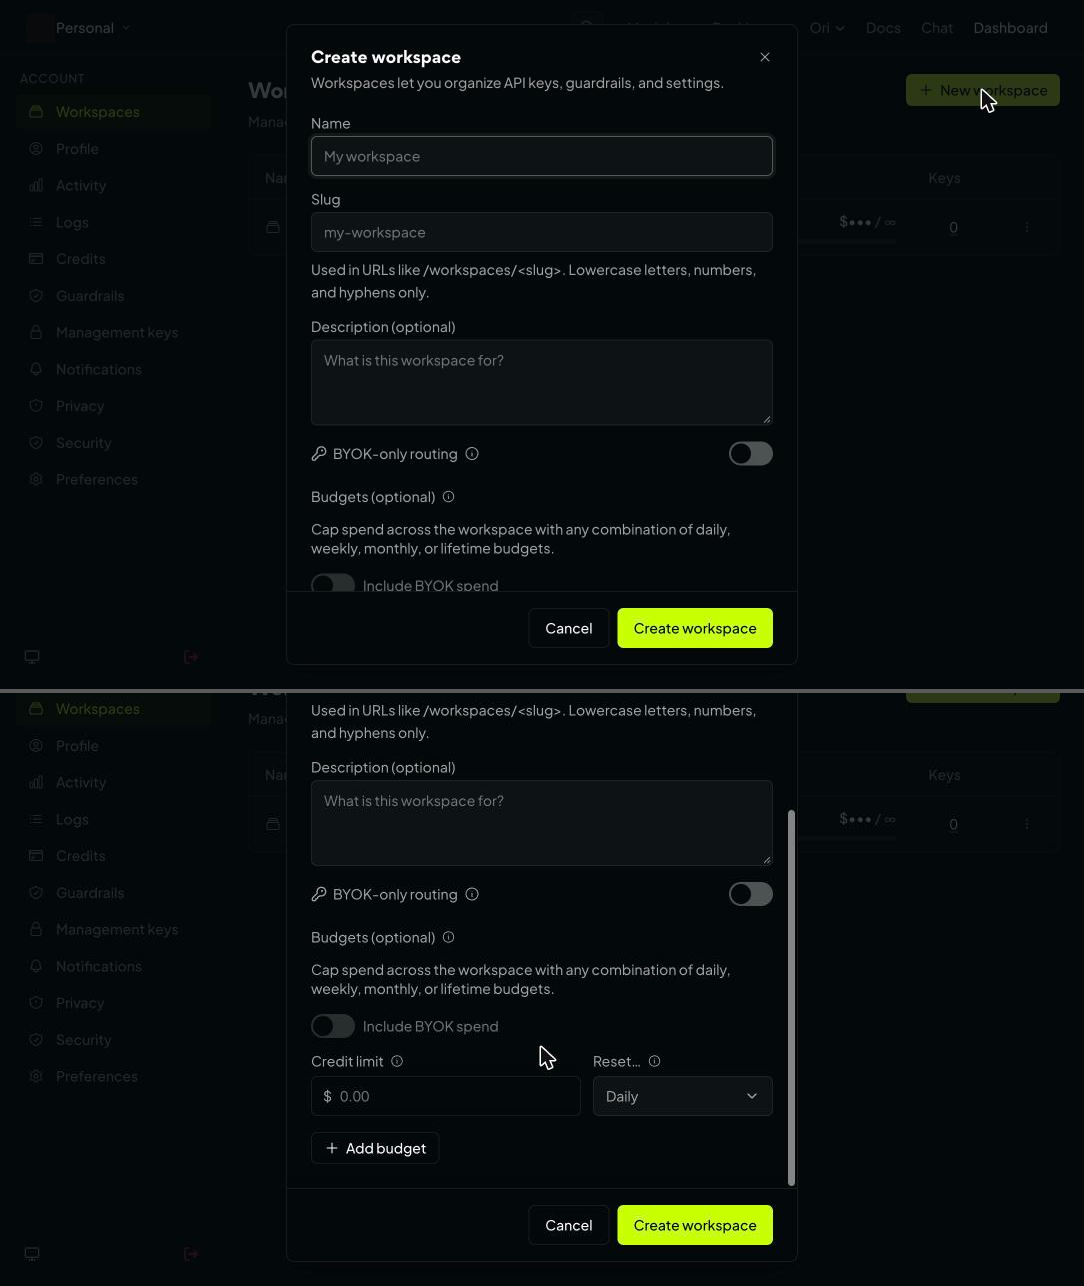 Personal
Ori
Docs
Chat
Dashboard
ACCOUNT
Workspaces
Profile
Activity
Logs
Credits
Guardrails
Management keys
Notifications
Privacy
Security
Preferences
New workspace
Keys
$••• / ∞
0
Create workspace
Workspaces let you organize API keys, guardrails, and settings.
Name
My workspace
Slug
my-workspace
Used in URLs like /workspaces/<slug>. Lowercase letters, numbers,
and hyphens only.
Description (optional)
What is this workspace for?
BYOK-only routing
Budgets (optional)
Cap spend across the workspace with any combination of daily,
weekly, monthly, or lifetime budgets.
Include BYOK spend
Cancel
Create workspace
Workspaces
Profile
Activity
Logs
Credits
Guardrails
Management keys
Notifications
Privacy
Security
Preferences
Keys
$••• / ∞
0
Used in URLs like /workspaces/<slug>. Lowercase letters, numbers,
and hyphens only.
Description (optional)
What is this workspace for?
BYOK-only routing
Budgets (optional)
Cap spend across the workspace with any combination of daily,
weekly, monthly, or lifetime budgets.
Include BYOK spend
Credit limit
Reset...
$ 0.00
Daily
Add budget
Cancel
Create workspace